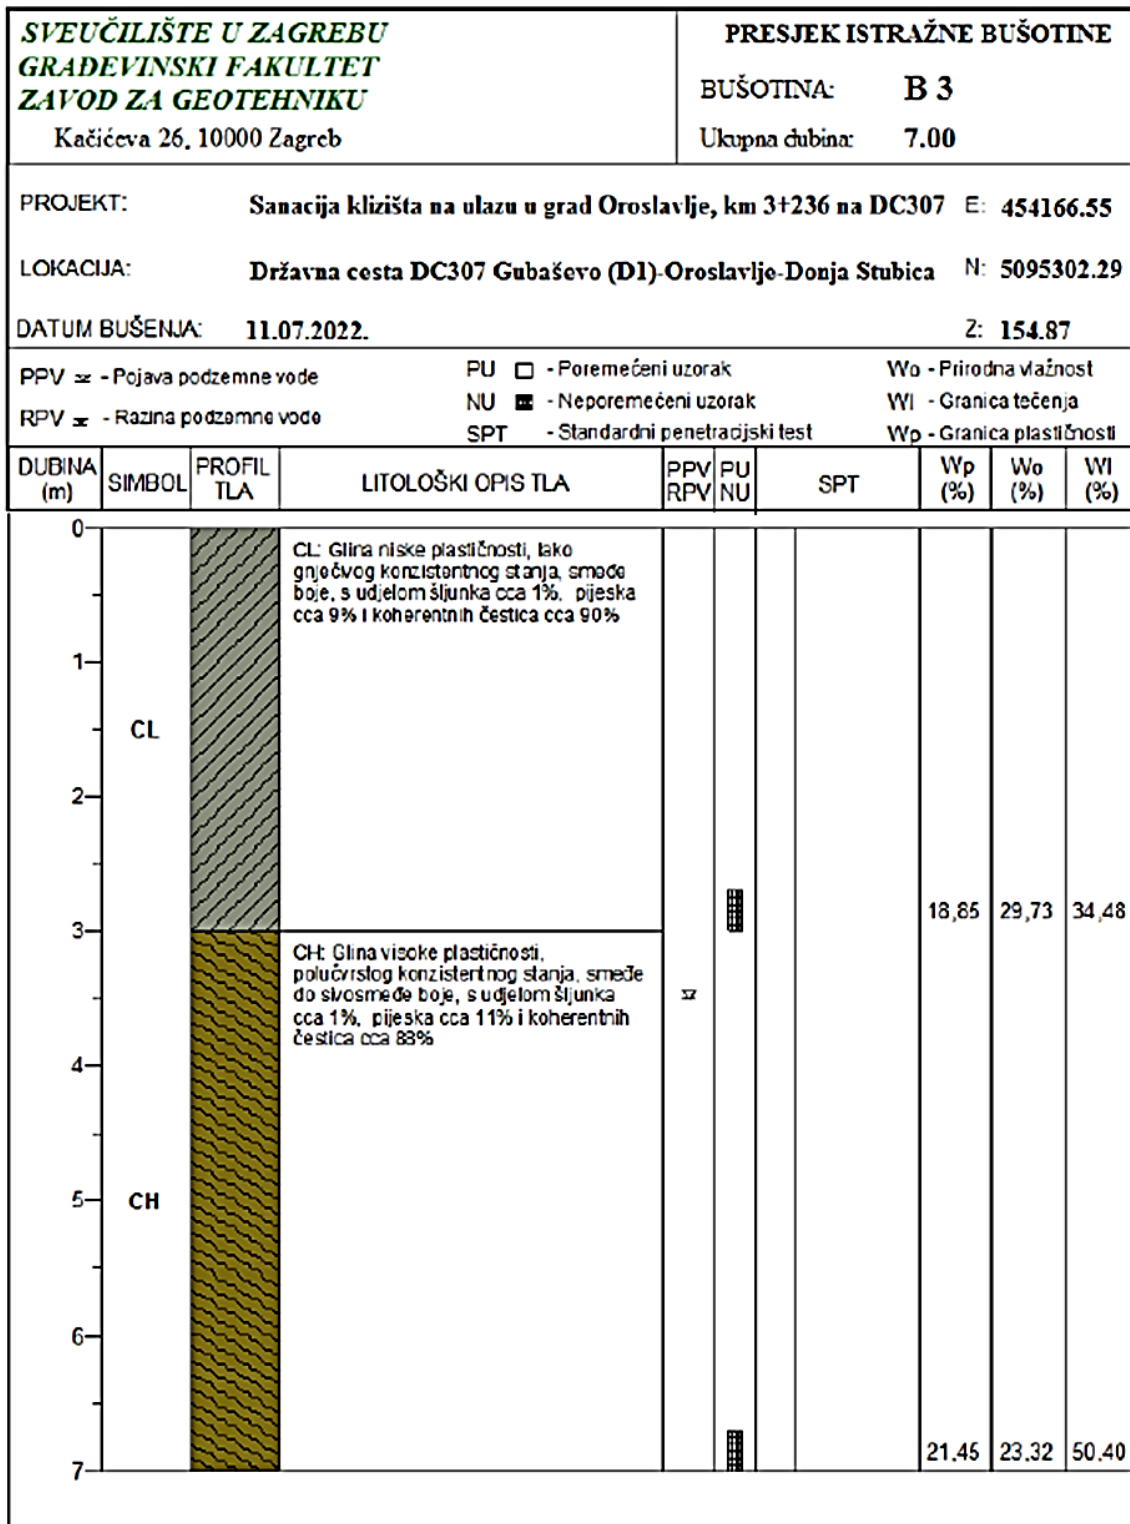 SVEUČILIŠTE U ZAGREBU
GRAĐEVINSKI FAKULTET
ZAVOD ZA GEOTEHNIKU
Kačićeva 26, 10000 Zagreb
PRESJEK ISTRAŽNE BUŠOTINE
BUŠOTINA: B 3
Ukupna dubina: 7.00
PROJEKT: Sanacija klizišta na ulazu u grad Oroslavlje, km 3+236 na DC307 E: 454166.55
LOKACIJA: Državna cesta DC307 Gubaševo (D1)-Oroslavlje-Donja Stubica N: 5095302.29
DATUM BUŠENJA: 11.07.2022. Z: 154.87
PPV - Pojava podzemne vode
RPV - Razina podzemne vode
PU - Poremećeni uzorak
NU - Neporemećeni uzorak
SPT - Standardni penetracijski test
Wo - Prirodna vlažnost
Wl - Granica tečenja
Wp - Granica plastičnosti
DUBINA (m)
SIMBOL
PROFIL TLA
LITOLOŠKI OPIS TLA
PPV RPV
PU NU
SPT
Wp (%)
Wo (%)
Wl (%)
0
CL: Glina niske plastičnosti, lako
gnječivog konzistentnog stanja, smeđe
boje, s udjelom šljunka cca 1%, pijeska
cca 9% i koherentnih čestica cca 90%
1
CL
2
18,85 29,73 34,48
3
CH: Glina visoke plastičnosti,
polučvrstog konzistentnog stanja, smeđe
do sivosmeđe boje, s udjelom šljunka
cca 1%, pijeska cca 11% i koherentnih
čestica cca 88%
4
5
CH
6
21,45 23,32 50,40
7